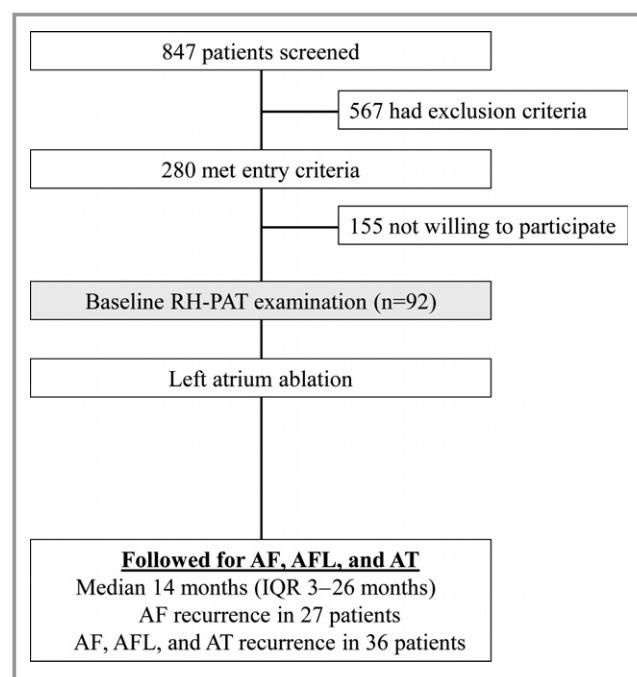 847 patients screened
567 had exclusion criteria
280 met entry criteria
155 not willing to participate
Baseline RH-PAT examination (n=92)
Left atrium ablation
Followed for AF, AFL, and AT
Median 14 months (IQR 3–26 months)
AF recurrence in 27 patients
AF, AFL, and AT recurrence in 36 patients